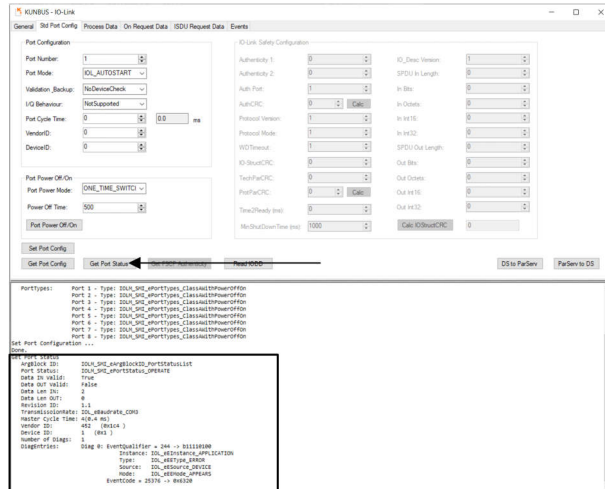 KUNBUS - IO-Link
General Std Port Config Process Data On Request Data ISDU Request Data Events
Port Configuration
Port Number: 1
Port Mode: IOL_AUTOSTART
Validation_Backup: NoDeviceCheck
I/Q Behaviour: NotSupported
Port Cycle Time: 0 0.0 ms
VendorID: 0
DeviceID: 0
Port Power Off/On
Port Power Mode: ONE_TIME_SWITCI
Power Off Time: 500
Port Power Off/On
IO-Link Safety Configuration
Authenticity 1: 0 IO_Desc Version: 1
Authenticity 2: 0 SPDU In Length: 0
Auth Port: 1 In Bits: 0
AuthCRC: 0 Calc In Octets: 0
Protocol Version: 1 In Int16: 0
Protocol Mode: 1 In Int32: 0
WDTimeout: 1 SPDU Out Length: 0
IO-StructCRC: 0 Out Bits: 0
TechParCRC: 0 Out Octets: 0
ProtParCRC: 0 Calc Out Int16: 0
Time2Ready (ms): 0 Out Int32: 0
MinShutDownTime (ms): 1000 Calc IOStructCRC 0
Set Port Config
Get Port Config Get Port Status Get FSCP Authenticity Read IODD DS to ParServ ParServ to DS
PortTypes: Port 1 - Type: IOLM_SMI_ePortTypes_ClassAWithPowerOffOn
Port 2 - Type: IOLM_SMI_ePortTypes_ClassAWithPowerOffOn
Port 3 - Type: IOLM_SMI_ePortTypes_ClassAWithPowerOffOn
Port 4 - Type: IOLM_SMI_ePortTypes_ClassAWithPowerOffOn
Port 5 - Type: IOLM_SMI_ePortTypes_ClassAWithPowerOffOn
Port 6 - Type: IOLM_SMI_ePortTypes_ClassAWithPowerOffOn
Port 7 - Type: IOLM_SMI_ePortTypes_ClassAWithPowerOffOn
Port 8 - Type: IOLM_SMI_ePortTypes_ClassAWithPowerOffOn
Set Port Configuration ...
Done.
Get Port Status
ArgBlock ID: IOLM_SMI_eArgBlockID_PortStatusList
Port Status: IOLM_SMI_ePortStatus_OPERATE
Data IN Valid: True
Data OUT Valid: False
Data Len IN: 2
Data Len OUT: 0
Revision ID: 1.1
TransmissionRate: IOL_eBaudrate_COM3
Master Cycle Time: 4(0.4 ms)
Vendor ID: 452 (0x1c4 )
Device ID: 1 (0x1 )
Number of Diags: 1
DiagEntries: Diag 0: EventQualifier = 244 -> b11110100
Instance: IOL_eEInstance_APPLICATION
Type: IOL_eEEType_ERROR
Source: IOL_eESource_DEVICE
Mode: IOL_eEEMode_APPEARS
EventCode = 25376 -> 0x6320